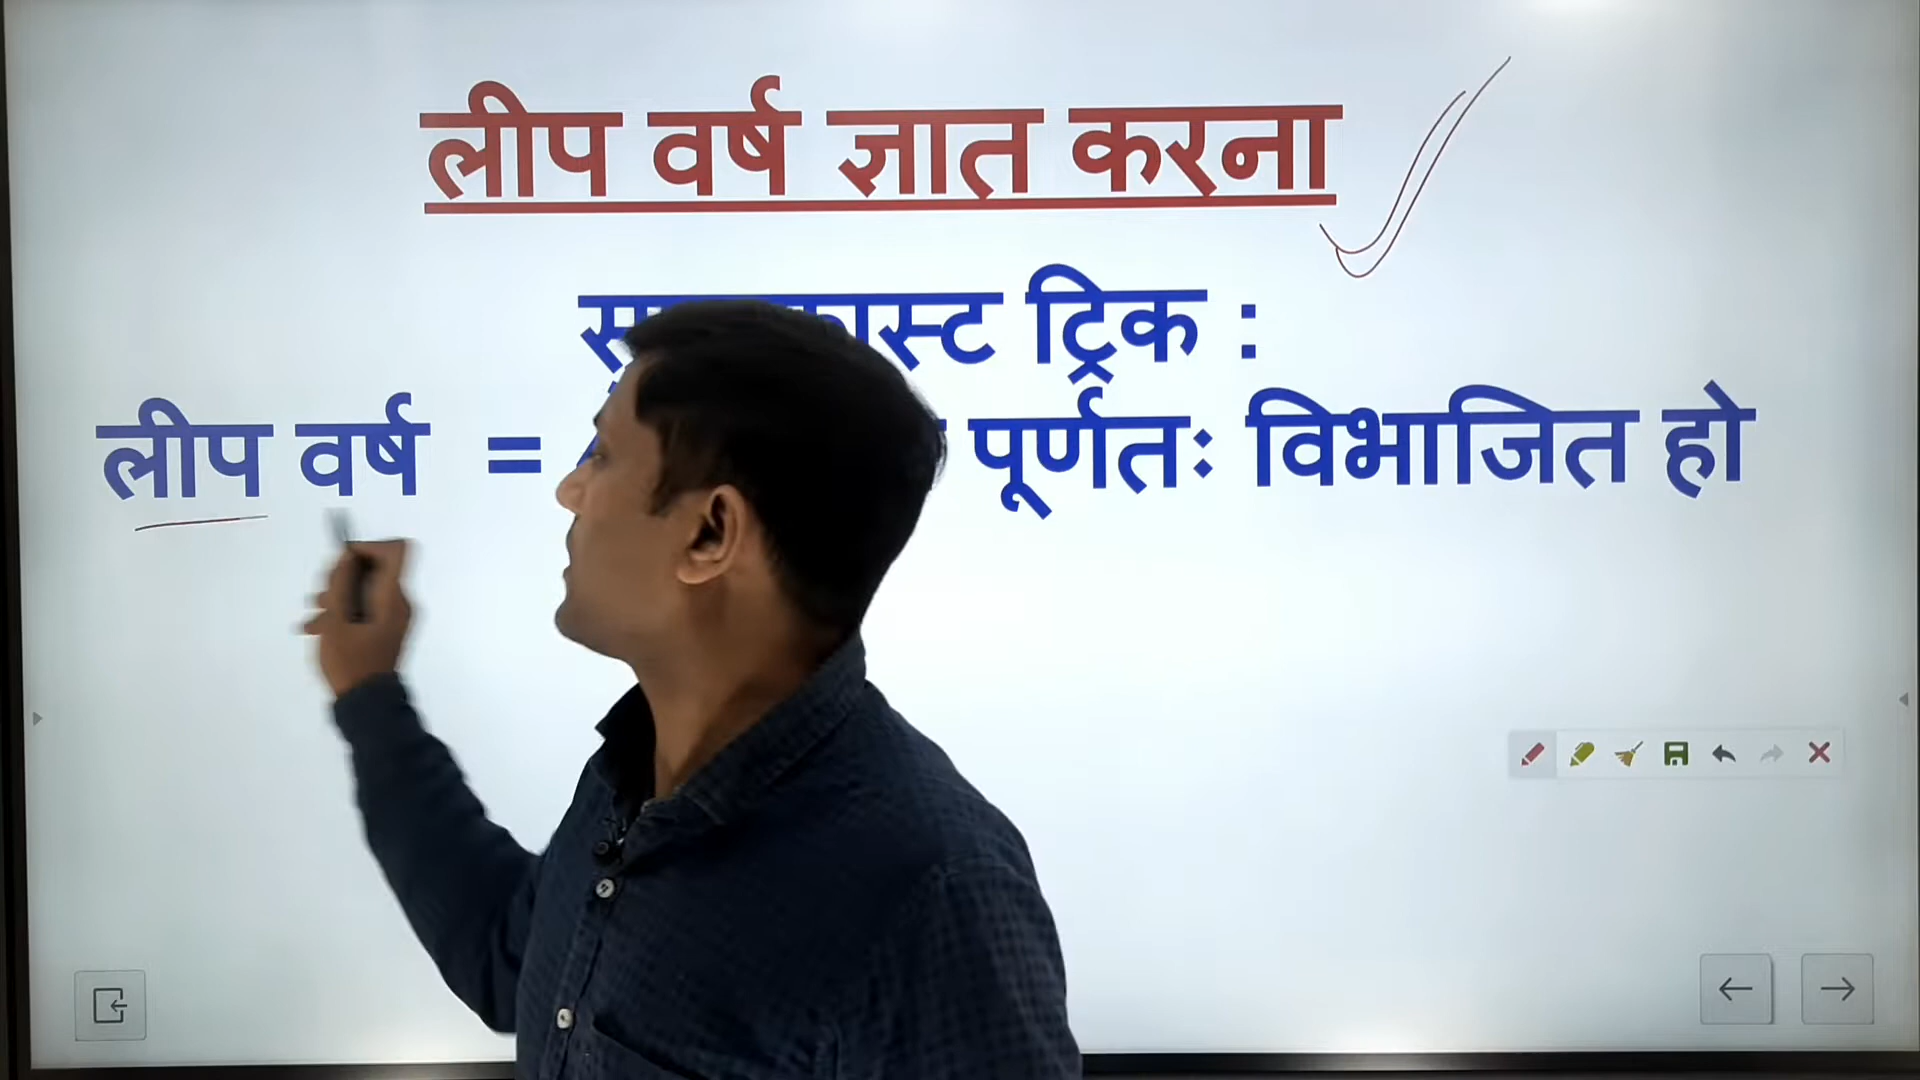 लीप वर्ष ज्ञात करना
ट्रिक :
लीप वर्ष = पूर्णतः विभाजित हो